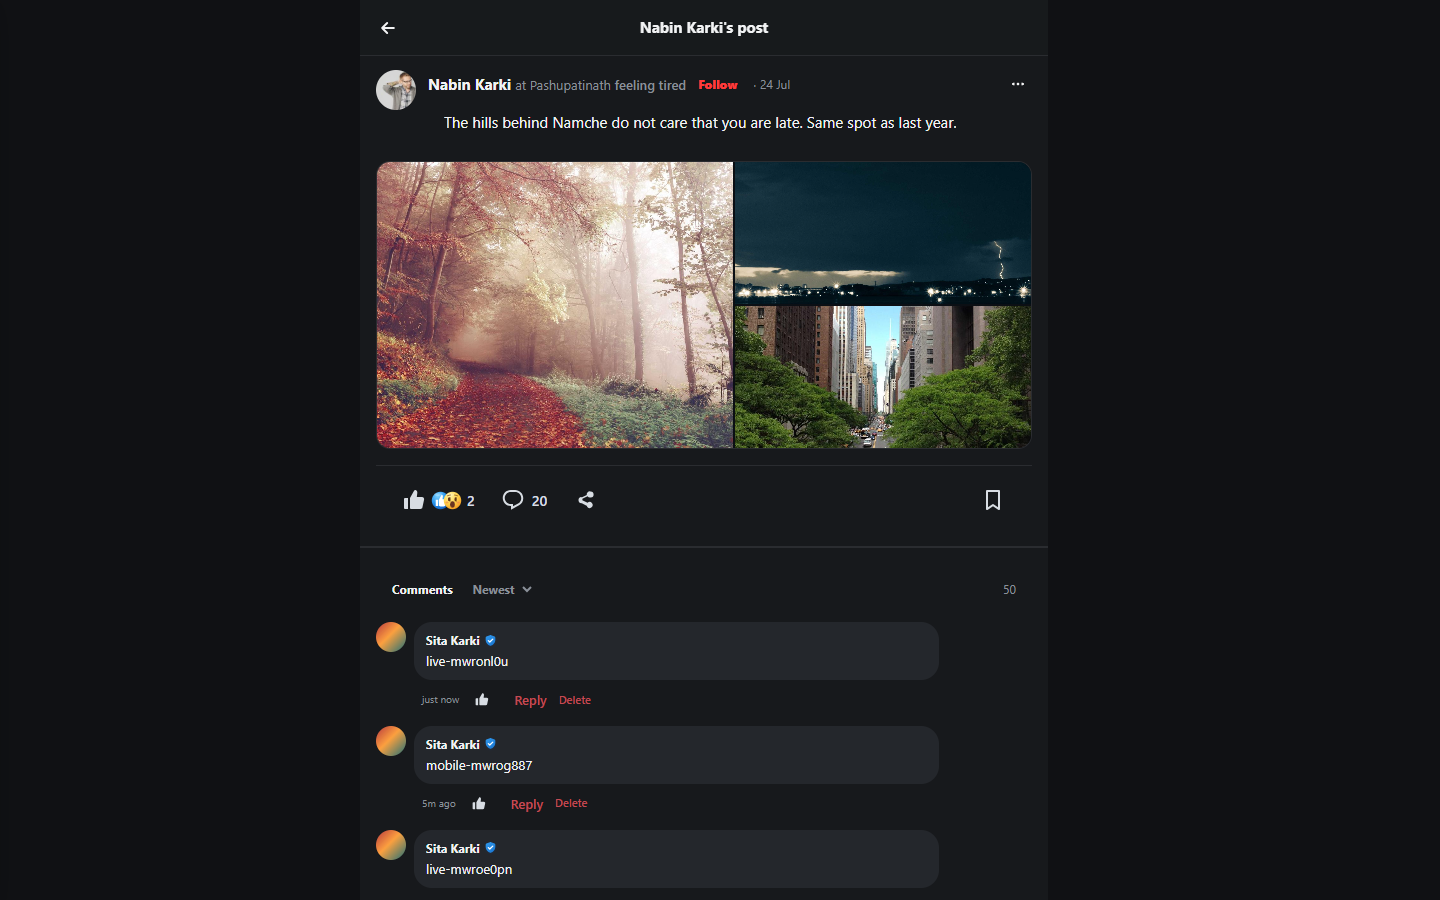 Nabin Karki's post
Nabin Karki at Pashupatinath feeling tired Follow · 24 Jul
The hills behind Namche do not care that you are late. Same spot as last year.
2 20
Comments Newest 50
Sita Karki
live-mwronl0u
just now Reply Delete
Sita Karki
mobile-mwrog887
5m ago Reply Delete
Sita Karki
live-mwroe0pn